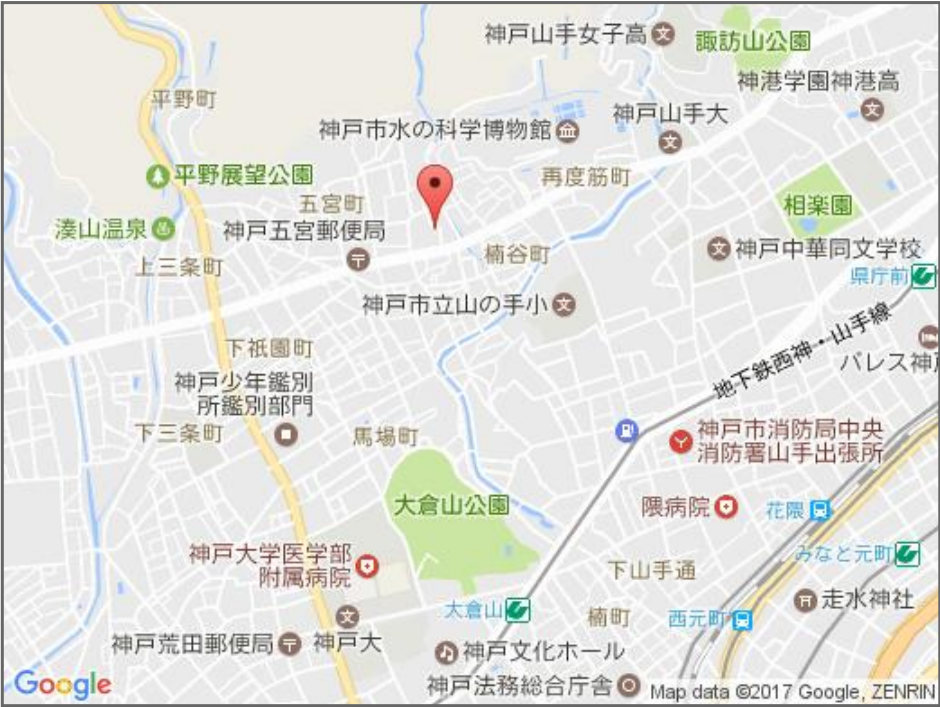 神戸山手女子高
諏訪山公園
神港学園神港高
平野町
神戸山手大
神戸市水の科学博物館
平野展望公園
再度筋町
五宮町
相楽園
湊山温泉
神戸五宮郵便局
楠谷町
神戸中華同文学校
上三条町
県庁前
神戸市立山の手小
地下鉄西神・山手線
下祇園町
パレス神戸
神戸少年鑑別
所鑑別部門
下三条町
馬場町
神戸市消防局中央
消防署山手出張所
大倉山公園
隈病院
花隈
神戸大学医学部
附属病院
みなと元町
下山手通
走水神社
大倉山
楠町
西元町
神戸荒田郵便局
神戸大
神戸文化ホール
神戸法務総合庁舎
Google
Map data ©2017 Google, ZENRIN